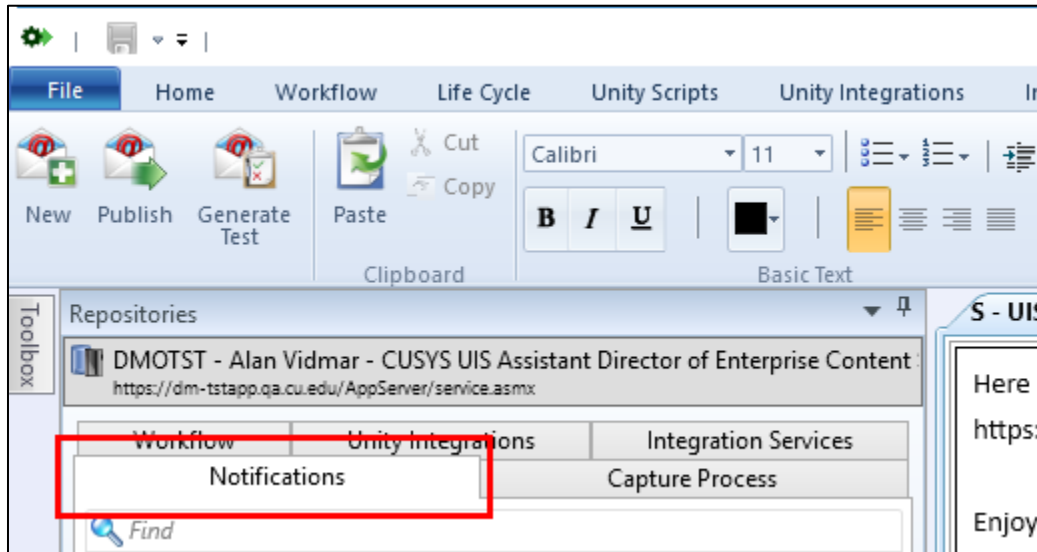 File Home Workflow Life Cycle Unity Scripts Unity Integrations
Cut
Calibri 11
Copy
New Publish Generate Test Paste
B I U
Clipboard Basic Text
Toolbox
Repositories
S - UIS
DMOTST - Alan Vidmar - CUSYS UIS Assistant Director of Enterprise Content
https://dm-tstapp.qa.cu.edu/AppServer/service.asmx
Here
https:
Workflow Unity Integrations Integration Services
Notifications Capture Process
Find
Enjoy